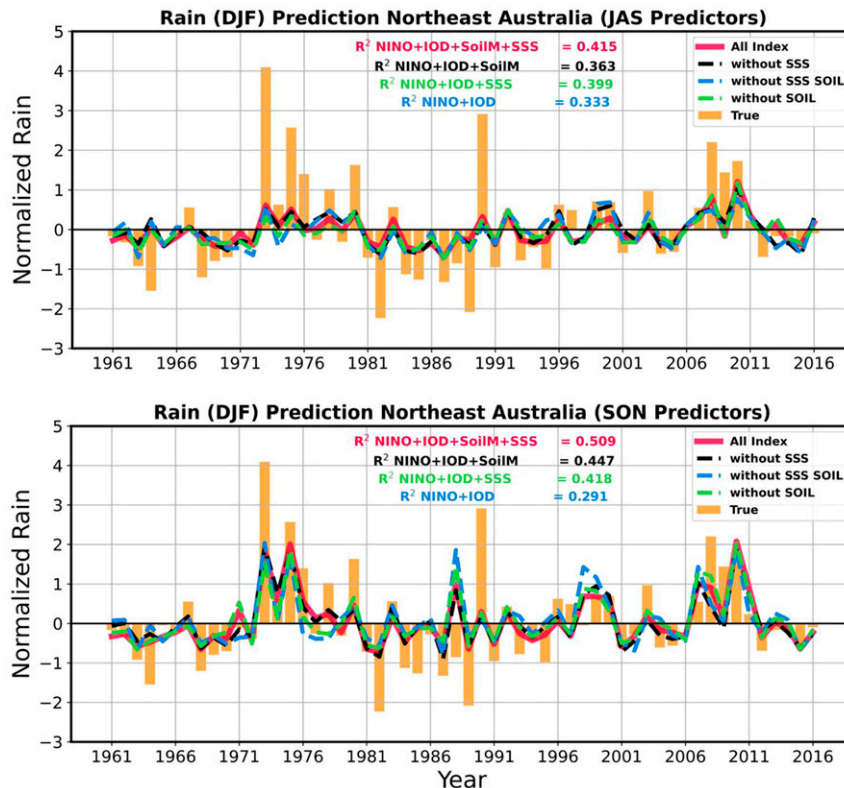 Rain (DJF) Prediction Northeast Australia (JAS Predictors)
R² NINO+IOD+SoilM+SSS = 0.415
R² NINO+IOD+SoilM = 0.363
R² NINO+IOD+SSS = 0.399
R² NINO+IOD = 0.333
All Index
without SSS
without SSS SOIL
without SOIL
True
Normalized Rain
5
4
3
2
1
0
−1
−2
−3
1961 1966 1971 1976 1981 1986 1991 1996 2001 2006 2011 2016
Rain (DJF) Prediction Northeast Australia (SON Predictors)
R² NINO+IOD+SoilM+SSS = 0.509
R² NINO+IOD+SoilM = 0.447
R² NINO+IOD+SSS = 0.418
R² NINO+IOD = 0.291
All Index
without SSS
without SSS SOIL
without SOIL
True
Normalized Rain
5
4
3
2
1
0
−1
−2
−3
1961 1966 1971 1976 1981 1986 1991 1996 2001 2006 2011 2016
Year